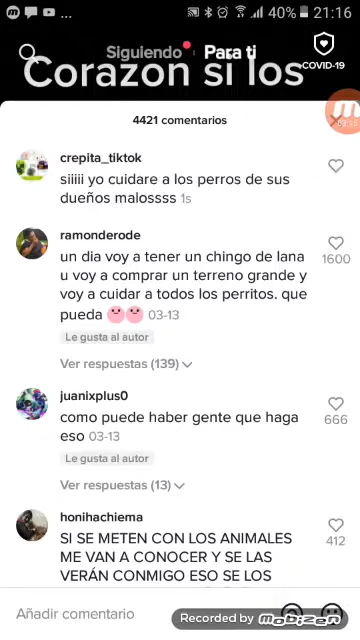 40% 21:16
Siguiendo Para ti
COVID-19
Corazon si los
4421 comentarios
crepita_tiktok
siiiii yo cuidare a los perros de sus
dueños malossss 1s
ramonderode
un dia voy a tener un chingo de lana
u voy a comprar un terreno grande y
voy a cuidar a todos los perritos. que
pueda 03-13
1600
Le gusta al autor
Ver respuestas (139)
juanixplus0
como puede haber gente que haga
eso 03-13
666
Le gusta al autor
Ver respuestas (13)
honihachiema
SI SE METEN CON LOS ANIMALES
ME VAN A CONOCER Y SE LAS
VERÁN CONMIGO ESO SE LOS
412
Añadir comentario
Recorded by mobizen